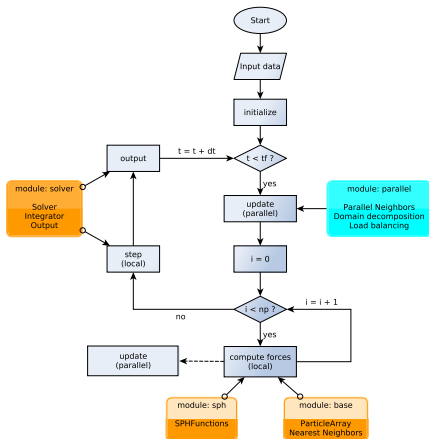 Start
Input data
initialize
output
t = t + dt
t < tf ?
yes
module: solver
Solver
Integrator
Output
update
(parallel)
module: parallel
Parallel Neighbors
Domain decomposition
Load balancing
step
(local)
i = 0
i < np ?
i = i + 1
no
yes
update
(parallel)
compute forces
(local)
module: sph
SPHFunctions
module: base
ParticleArray
Nearest Neighbors